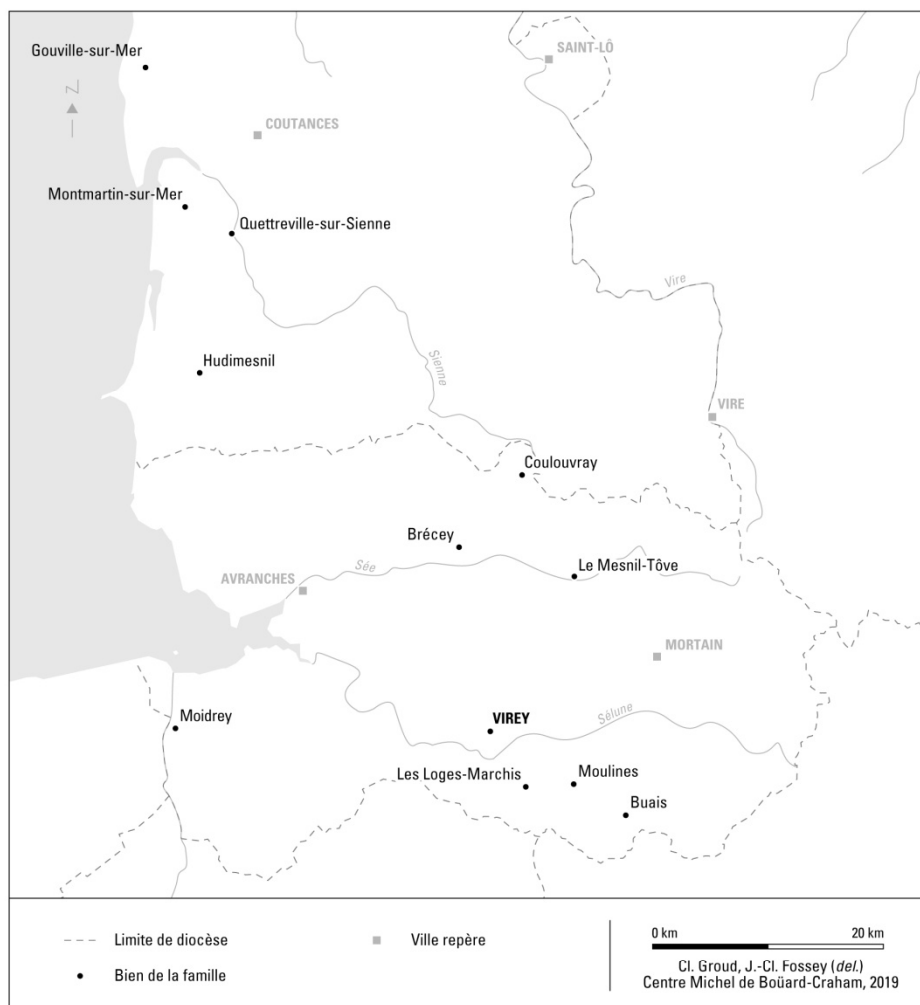 Gouville-sur-Mer
SAINT-LÔ
Z
COUTANCES
Montmartin-sur-Mer
Quettreville-sur-Sienne
Vire
Sienne
Hudimesnil
VIRE
Coulouvray
Brécey
Sée
Le Mesnil-Tôve
AVRANCHES
MORTAIN
Moidrey
VIREY
Sélune
Les Loges-Marchis
Moulines
Buais
Limite de diocèse
Ville repère
Bien de la famille
0 km 20 km
Cl. Groud, J.-Cl. Fossey (del.)
Centre Michel de Boüard-Craham, 2019